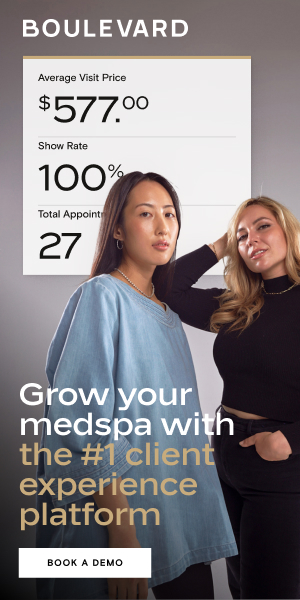 BOULEVARD
Average Visit Price
$577.00
Show Rate
100%
Total Appoint
27
Grow your
medspa with
the #1 client
experience
platform
BOOK A DEMO